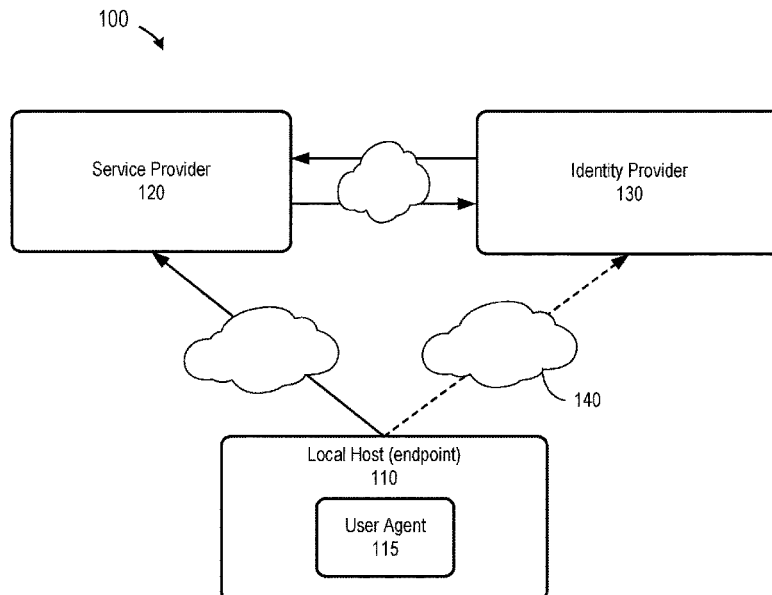 100
Service Provider
120
Identity Provider
130
140
Local Host (endpoint)
110
User Agent
115